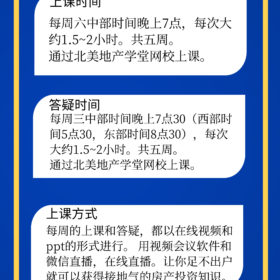 上课时间
每周六中部时间晚上7点，每次大
约1.5~2小时。共五周。
通过北美地产学堂网校上课。
答疑时间
每周三中部时间晚上7点30（西部时
间5点30，东部时间8点30），每次
大约1.5~2小时。共五周。
通过北美地产学堂网校上课。
上课方式
每周的上课和答疑，都以在线视频和
ppt的形式进行。 用视频会议软件和
微信直播，在线直播。让你足不出户
就可以获得接地气的房产投资知识。